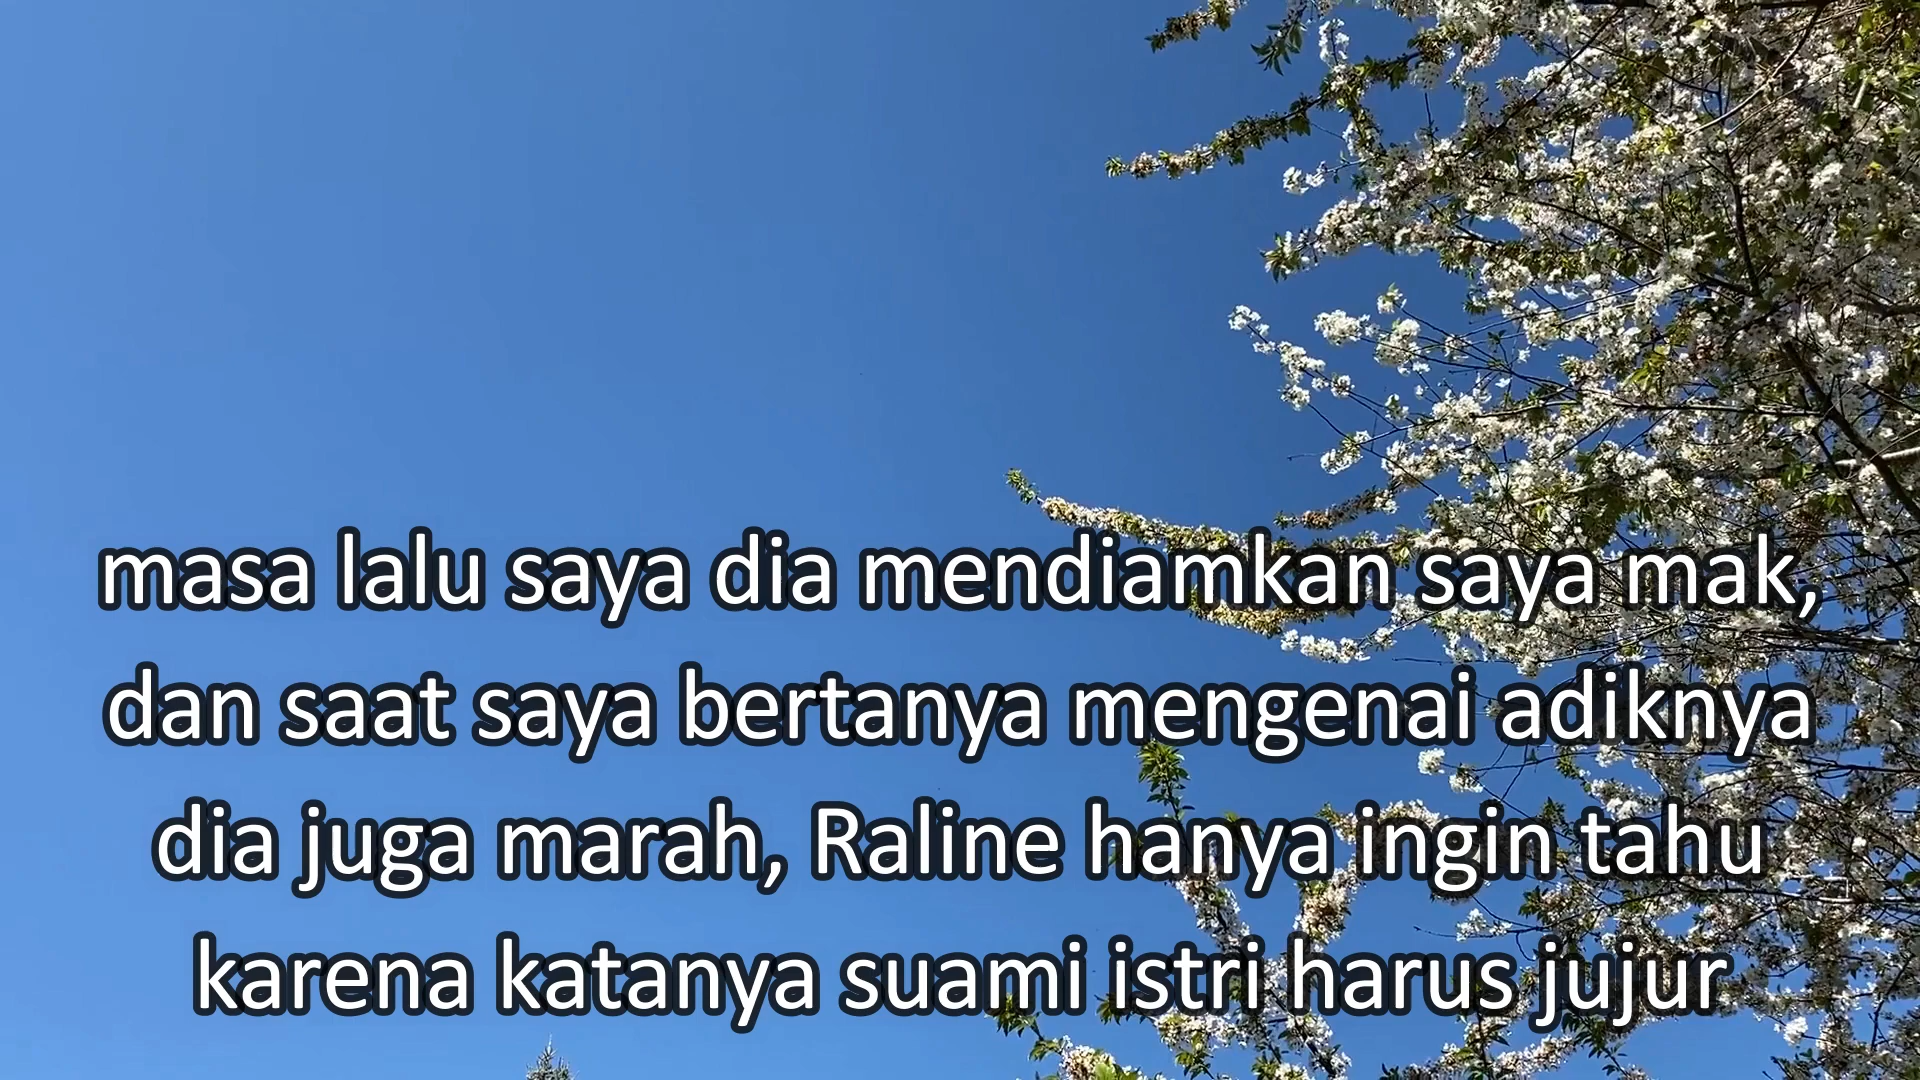 masa lalu saya dia mendiamkan saya mak,
dan saat saya bertanya mengenai adiknya
dia juga marah, Raline hanya ingin tahu
karena katanya suami istri harus jujur